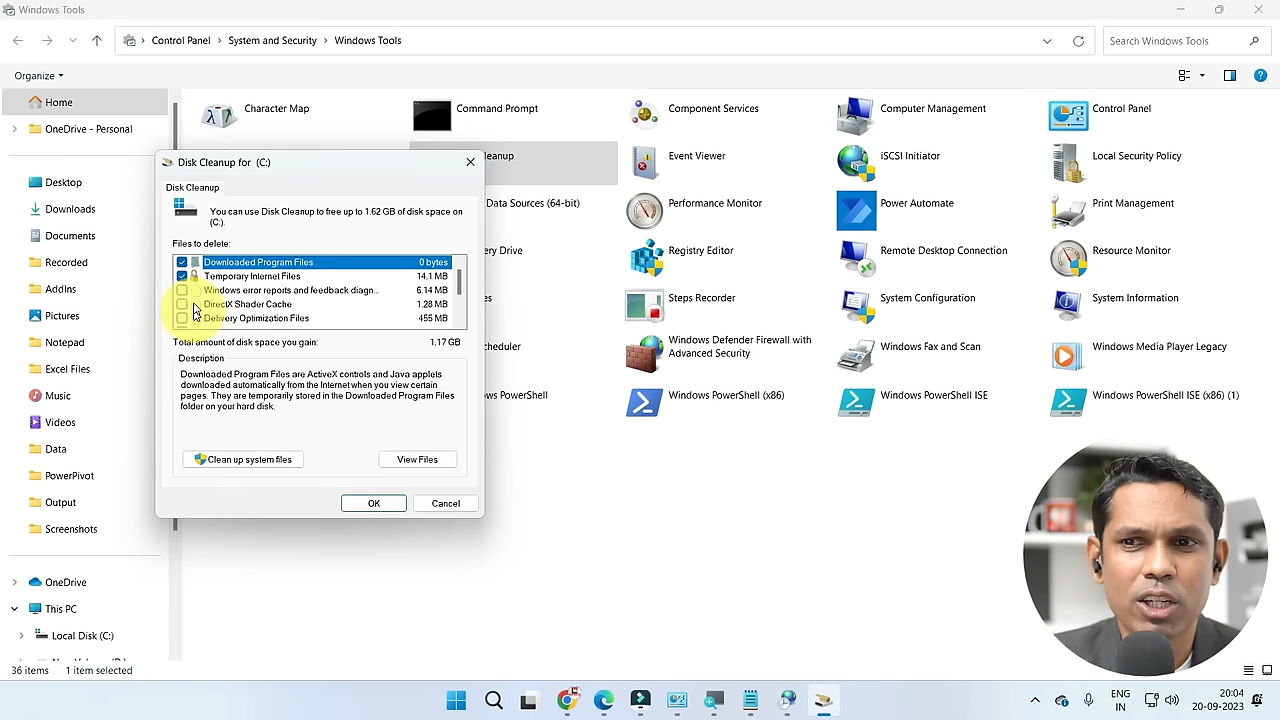 Windows Tools
Control Panel > System and Security > Windows Tools
Search Windows Tools
Organize
Home
OneDrive - Personal
Desktop
Downloads
Documents
Recorded
AddIns
Pictures
Notepad
Excel Files
Music
Videos
Data
PowerPivot
Output
Screenshots
OneDrive
This PC
Local Disk (C:)
36 items
1 item selected
Character Map
Command Prompt
Component Services
Computer Management
Control Panel
Cleanup
Event Viewer
iSCSI Initiator
Local Security Policy
Data Sources (64-bit)
Performance Monitor
Power Automate
Print Management
ery Drive
Registry Editor
Remote Desktop Connection
Resource Monitor
es
Steps Recorder
System Configuration
System Information
cheduler
Windows Defender Firewall with
Advanced Security
Windows Fax and Scan
Windows Media Player Legacy
ws PowerShell
Windows PowerShell (x86)
Windows PowerShell ISE
Windows PowerShell ISE (x86) (1)
Disk Cleanup for (C:)
Disk Cleanup
You can use Disk Cleanup to free up to 1.62 GB of disk space on
(C:).
Files to delete:
Downloaded Program Files 0 bytes
Temporary Internet Files 14.1 MB
Windows error reports and feedback diagn... 6.14 MB
DirectX Shader Cache 1.28 MB
Delivery Optimization Files 455 MB
Total amount of disk space you gain: 1.17 GB
Description
Downloaded Program Files are ActiveX controls and Java applets
downloaded automatically from the Internet when you view certain
pages. They are temporarily stored in the Downloaded Program Files
folder on your hard disk.
Clean up system files
View Files
OK
Cancel
ENG
IN
20:04
20-09-2023